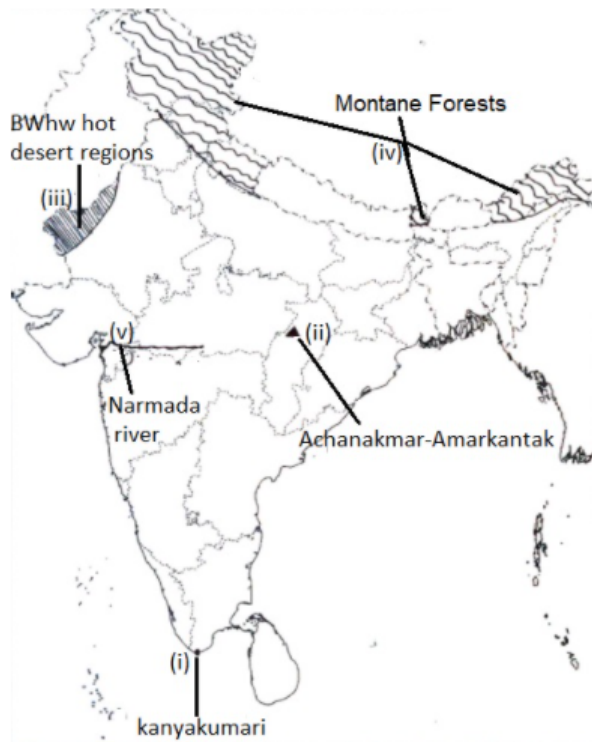 Montane Forests
(iv)
BWhw hot
desert regions
(iii)
(v)
(ii)
Narmada
river
Achanakmar-Amarkantak
(i)
kanyakumari